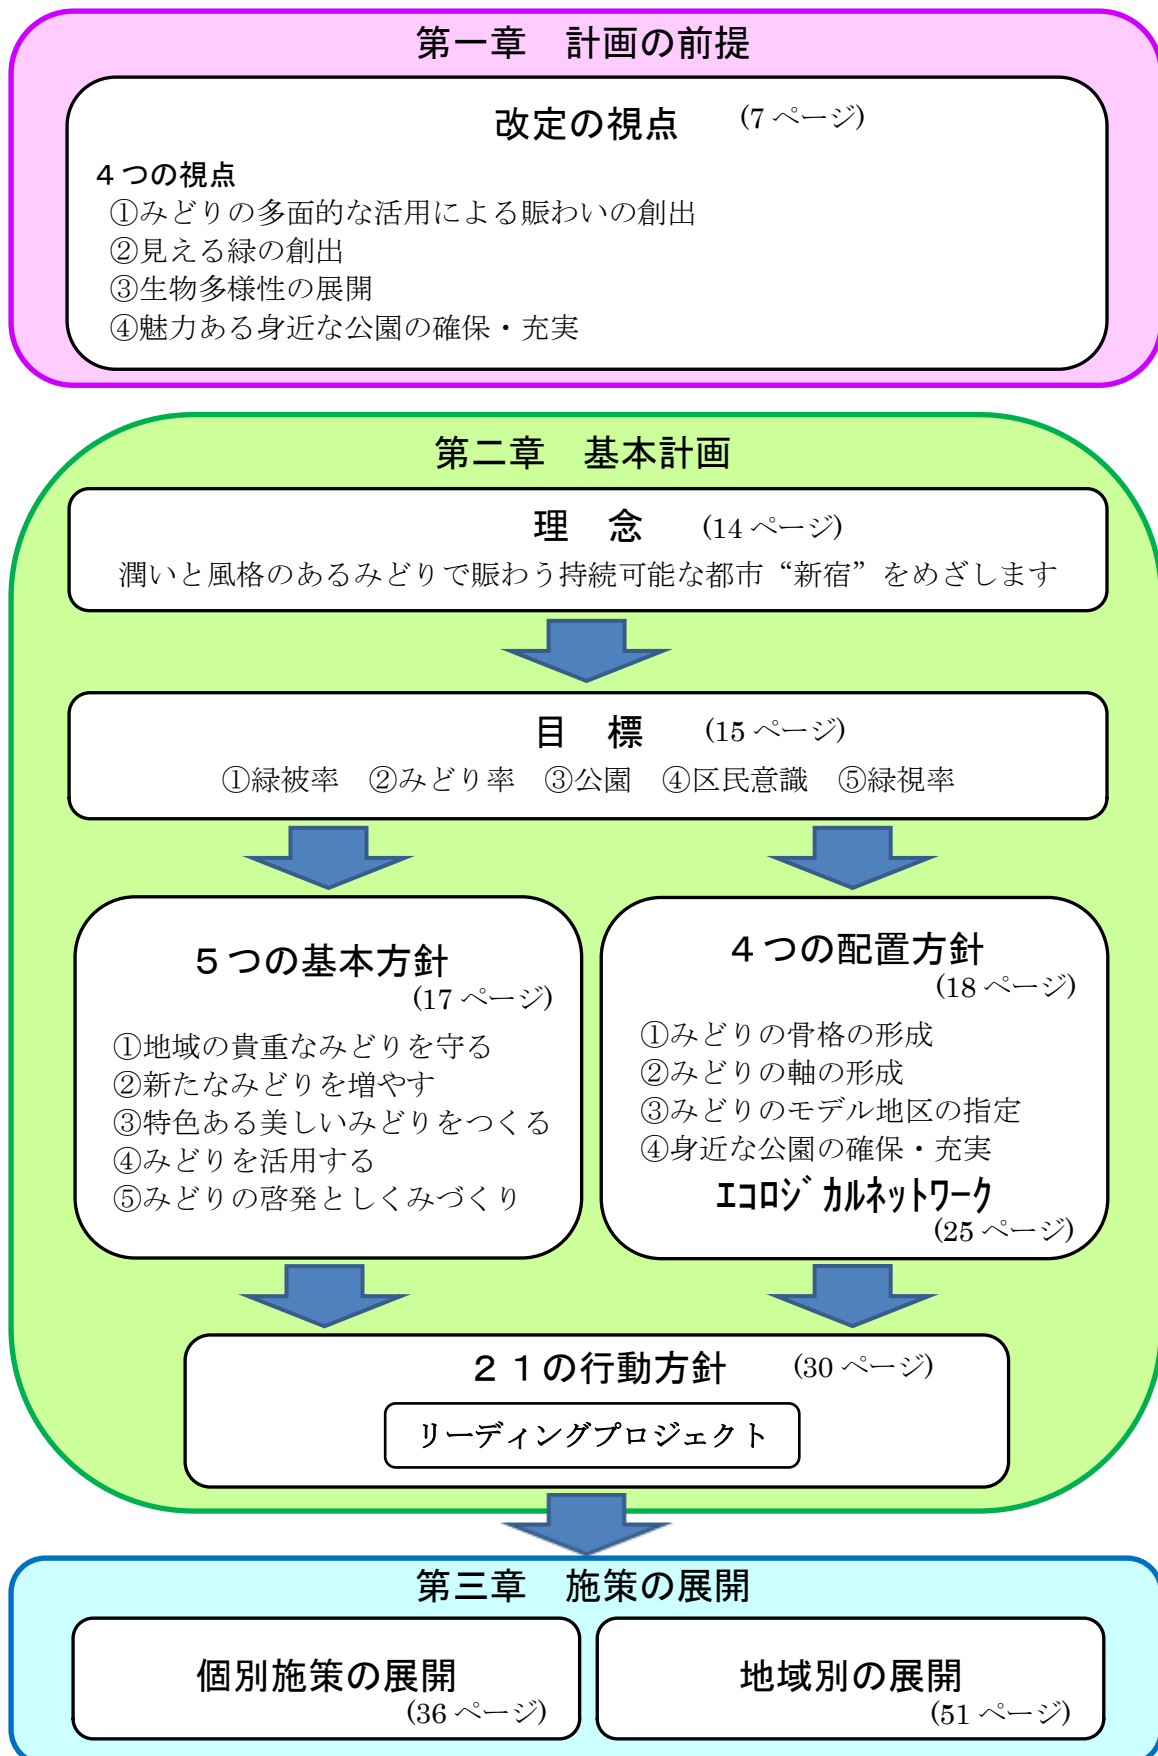 第一章　計画の前提
改定の視点　(7 ページ)
４つの視点
①みどりの多面的な活用による賑わいの創出
②見える緑の創出
③生物多様性の展開
④魅力ある身近な公園の確保・充実
第二章　基本計画
理　念　(14 ページ)
潤いと風格のあるみどりで賑わう持続可能な都市“新宿”をめざします
目　標　(15 ページ)
①緑被率　②みどり率　③公園　④区民意識　⑤緑視率
５つの基本方針
(17 ページ)
①地域の貴重なみどりを守る
②新たなみどりを増やす
③特色ある美しいみどりをつくる
④みどりを活用する
⑤みどりの啓発としくみづくり
４つの配置方針
(18 ページ)
①みどりの骨格の形成
②みどりの軸の形成
③みどりのモデル地区の指定
④身近な公園の確保・充実
ｴｺﾛｼﾞｶﾙﾈｯﾄﾜｰｸ
(25 ページ)
２１の行動方針　(30 ページ)
リーディングプロジェクト
第三章　施策の展開
個別施策の展開
(36 ページ)
地域別の展開
(51 ページ)